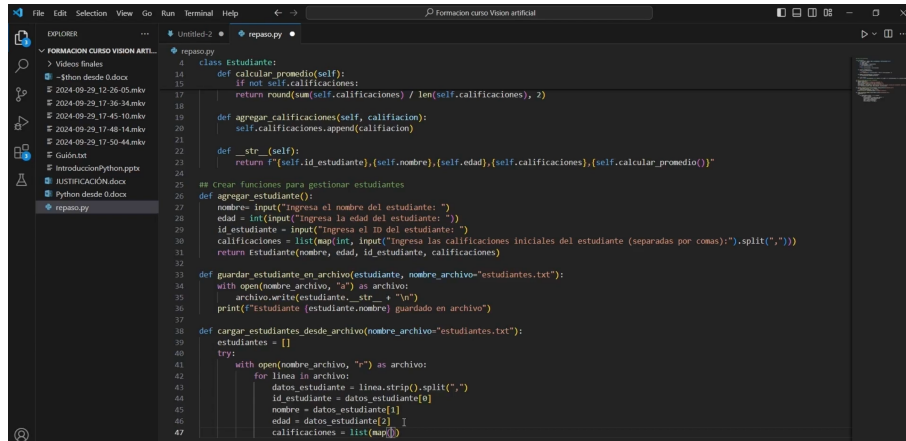 File Edit Selection View Go Run Terminal Help
Formacion curso Vision artificial
EXPLORER
Untitled-2
repaso.py
FORMACION CURSO VISION ARTI...
repaso.py
Videos finales
~$thon desde 0.docx
2024-09-29_12-26-05.mkv
2024-09-29_17-36-34.mkv
2024-09-29_17-45-10.mkv
2024-09-29_17-48-14.mkv
2024-09-29_17-50-44.mkv
Guión.txt
IntroduccionPython.pptx
JUSTIFICACIÓN.docx
Python desde 0.docx
repaso.py
4 class Estudiante:
14 def calcular_promedio(self):
15 if not self.calificaciones:
17 return round(sum(self.calificaciones) / len(self.calificaciones), 2)
18
19 def agregar_calificaciones(self, califiacion):
20 self.calificaciones.append(califiacion)
21
22 def __str__(self):
23 return f"{self.id_estudiante},{self.nombre},{self.edad},{self.calificaciones},{self.calcular_promedio()}"
24
25 ## Crear funciones para gestionar estudiantes
26 def agregar_estudiante():
27 nombre= input("Ingresa el nombre del estudiante: ")
28 edad = int(input("Ingresa la edad del estudiante: "))
29 id_estudiante = input("Ingresa el ID del estudiante: ")
30 calificaciones = list(map(int, input("Ingresa las calificaciones iniciales del estudiante (separadas por comas):").split(",")))
31 return Estudiante(nombre, edad, id_estudiante, calificaciones)
32
33 def guardar_estudiante_en_archivo(estudiante, nombre_archivo="estudiantes.txt"):
34 with open(nombre_archivo, "a") as archivo:
35 archivo.write(estudiante.__str__ + "\n")
36 print(f"Estudiante {estudiante.nombre} guardado en archivo")
37
38 def cargar_estudiantes_desde_archivo(nombre_archivo="estudiantes.txt"):
39 estudiantes = []
40 try:
41 with open(nombre_archivo, "r") as archivo:
42 for linea in archivo:
43 datos_estudiante = linea.strip().split(",")
44 id_estudiante = datos_estudiante[0]
45 nombre = datos_estudiante[1]
46 edad = datos_estudiante[2]
47 calificaciones = list(map())